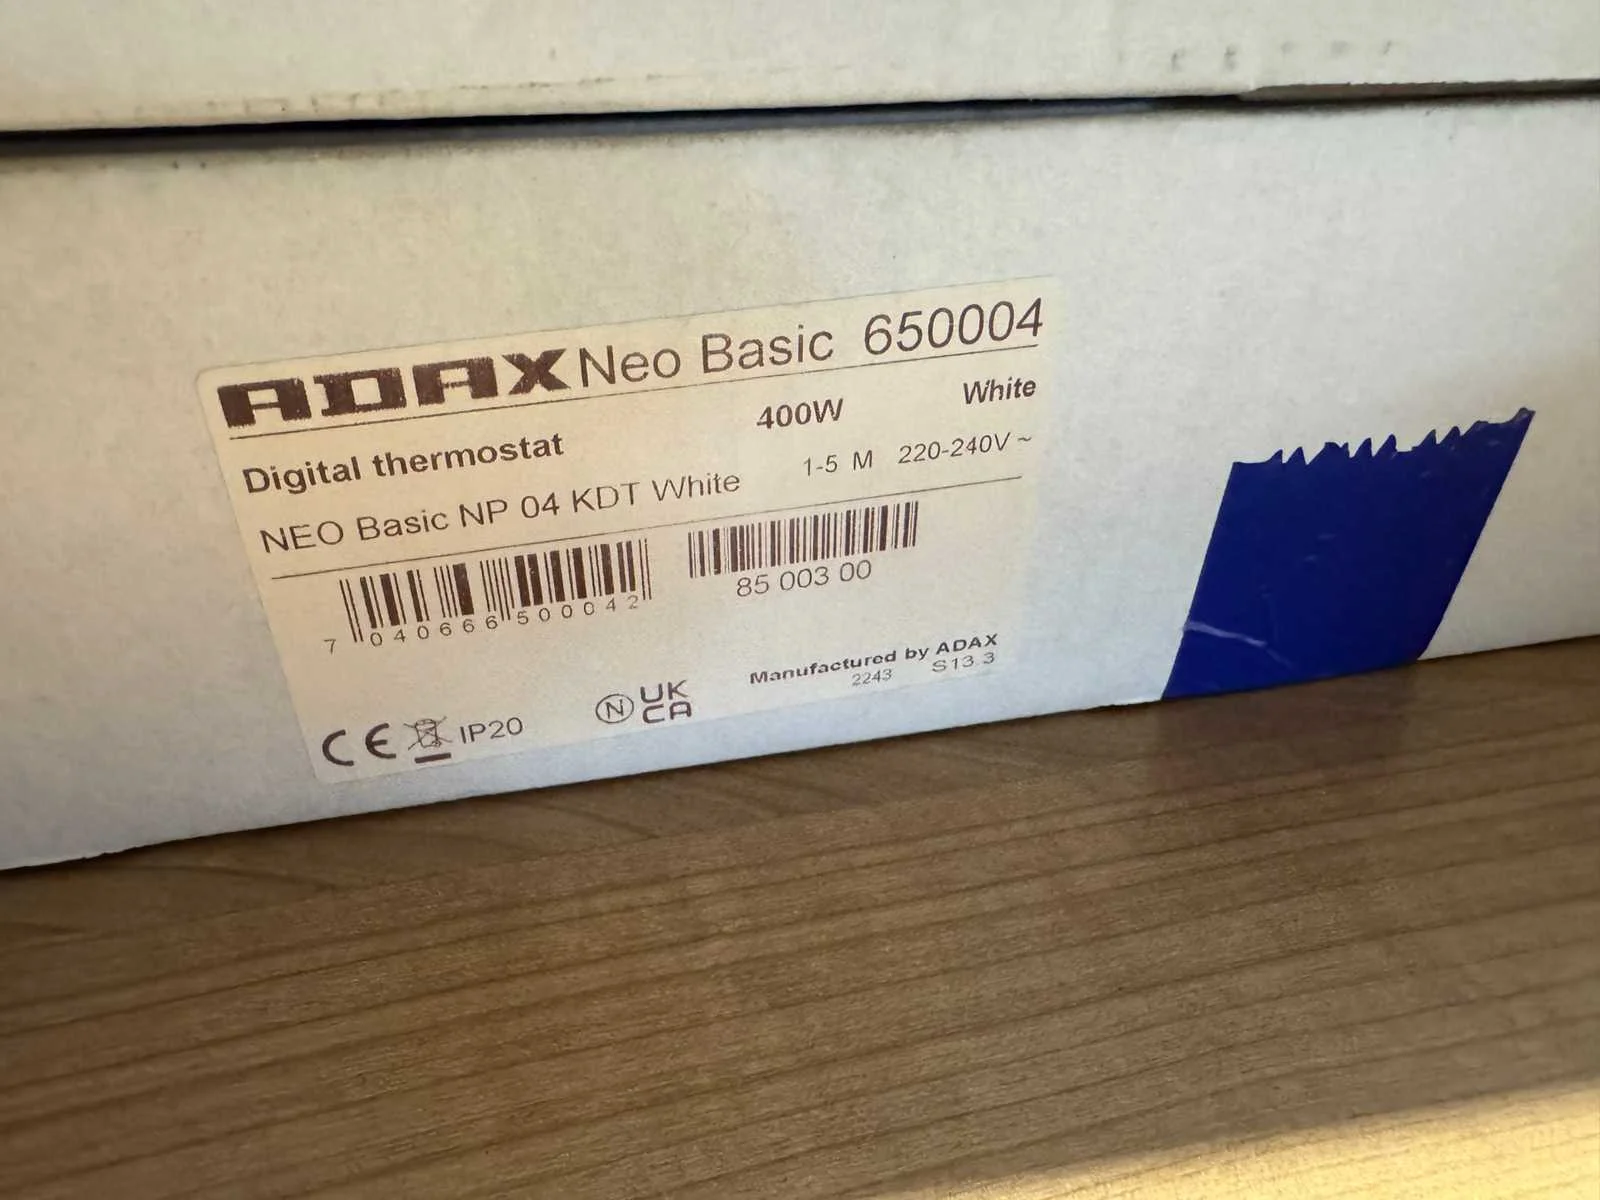 ADAX Neo Basic 650004
Digital thermostat 400W White
NEO Basic NP 04 KDT White 1-5 M 220-240V ~
7 040666 500042
85 003 00
Manufactured by ADAX
2243 S13.3
CE IP20 N UK
CA